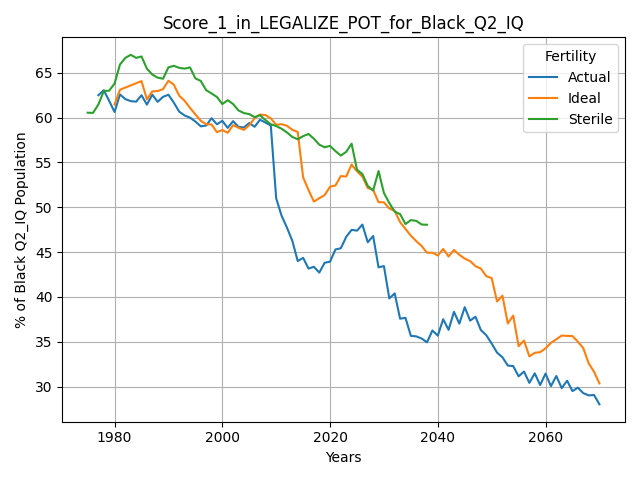 Score_1_in_LEGALIZE_POT_for_Black_Q2_IQ
Fertility
Actual
Ideal
Sterile
% of Black Q2_IQ Population
65
60
55
50
45
40
35
30
1980
2000
2020
2040
2060
Years